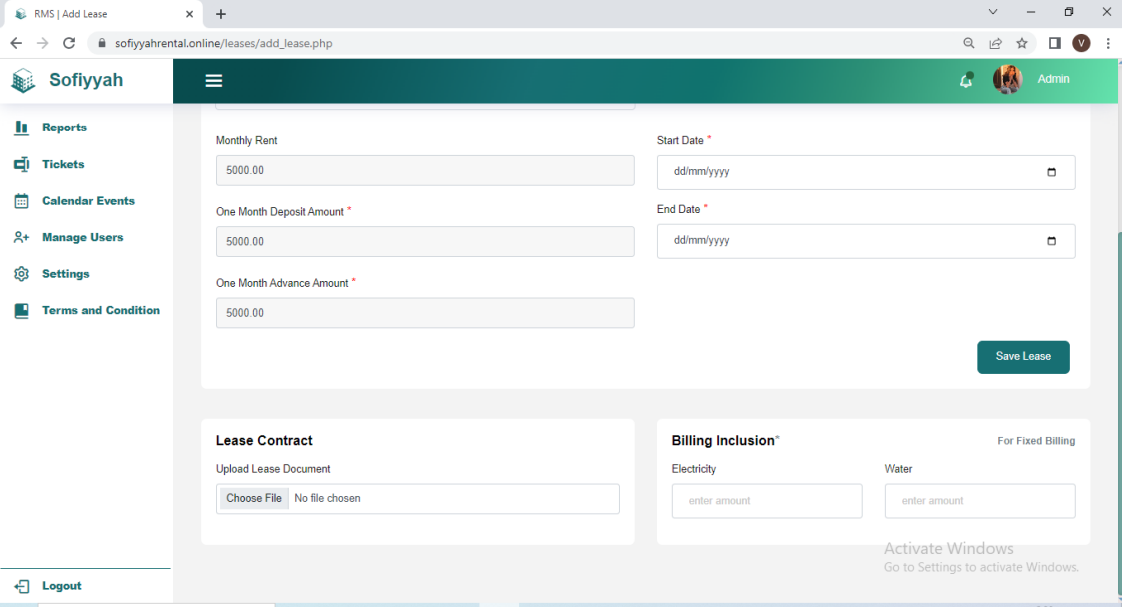 RMS | Add Lease
sofiyyahrental.online/leases/add_lease.php
V
Sofiyyah
Admin
Reports
Tickets
Calendar Events
Manage Users
Settings
Terms and Condition
Logout
Monthly Rent
5000.00
One Month Deposit Amount *
5000.00
One Month Advance Amount *
5000.00
Start Date *
dd/mm/yyyy
End Date *
dd/mm/yyyy
Save Lease
Lease Contract
Upload Lease Document
Choose File No file chosen
Billing Inclusion* For Fixed Billing
Electricity Water
enter amount enter amount
Activate Windows
Go to Settings to activate Windows.